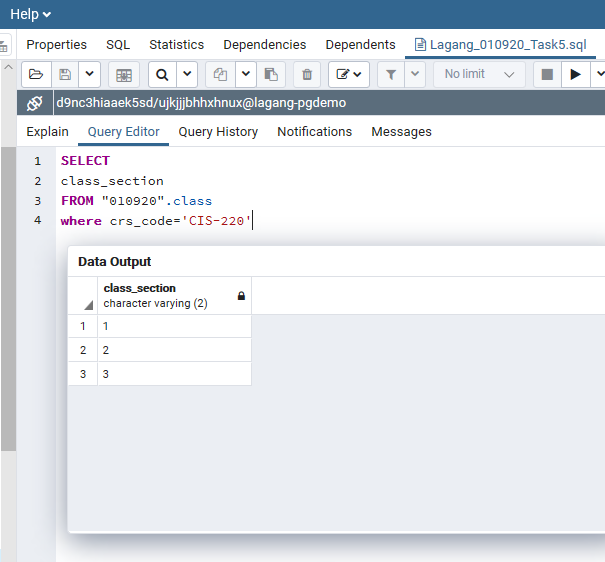 Help
Properties SQL Statistics Dependencies Dependents Lagang_010920_Task5.sql
No limit
d9nc3hiaaek5sd/ujkjjjbhhxhnux@lagang-pgdemo
Explain Query Editor Query History Notifications Messages
1 SELECT
2 class_section
3 FROM "010920".class
4 where crs_code='CIS-220'
Data Output
class_section
character varying (2)
1 1
2 2
3 3